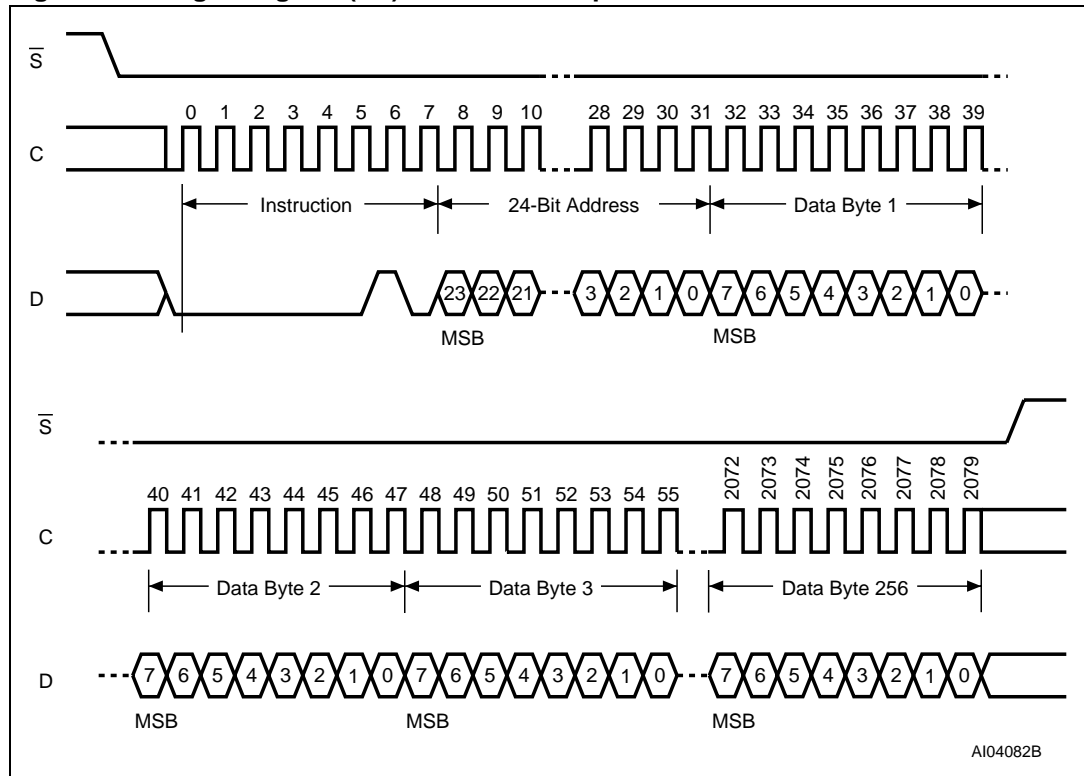 S
0 1 2 3 4 5 6 7 8 9 10 28 29 30 31 32 33 34 35 36 37 38 39
C
Instruction 24-Bit Address Data Byte 1
D
23 22 21 3 2 1 0 7 6 5 4 3 2 1 0
MSB MSB
S
2072 2073 2074 2075 2076 2077 2078 2079
40 41 42 43 44 45 46 47 48 49 50 51 52 53 54 55
C
Data Byte 2 Data Byte 3 Data Byte 256
D
7 6 5 4 3 2 1 0 7 6 5 4 3 2 1 0 7 6 5 4 3 2 1 0
MSB MSB MSB
AI04082B